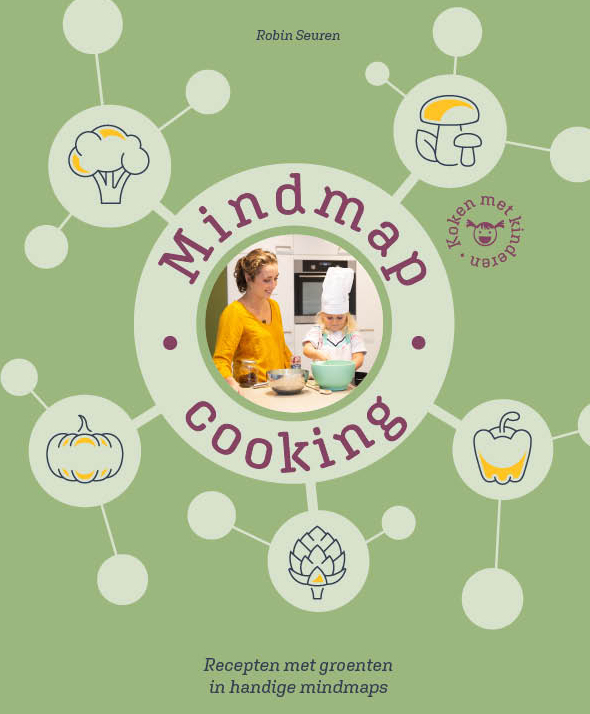 Robin Seuren
Mindmap
cooking
Koken met kinderen
Recepten met groenten
in handige mindmaps